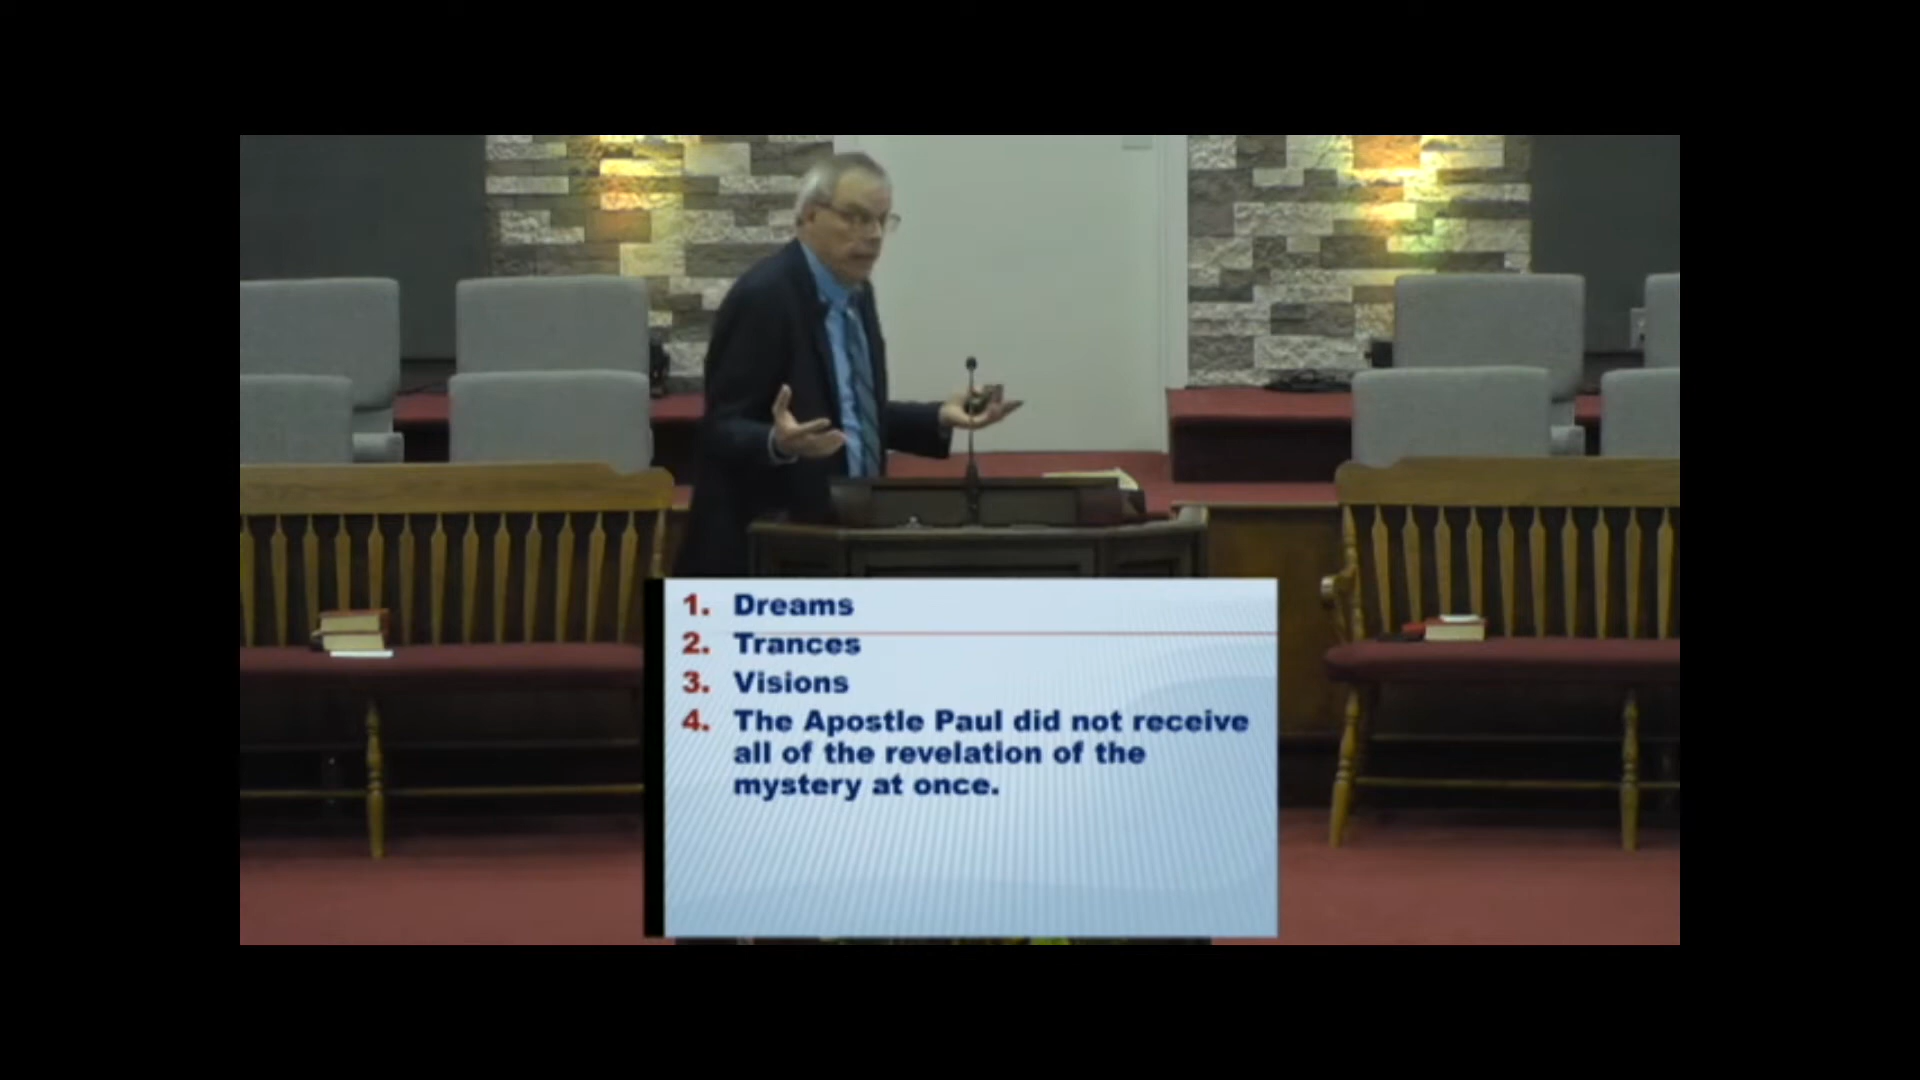 1. Dreams
2. Trances
3. Visions
4. The Apostle Paul did not receive
all of the revelation of the
mystery at once.